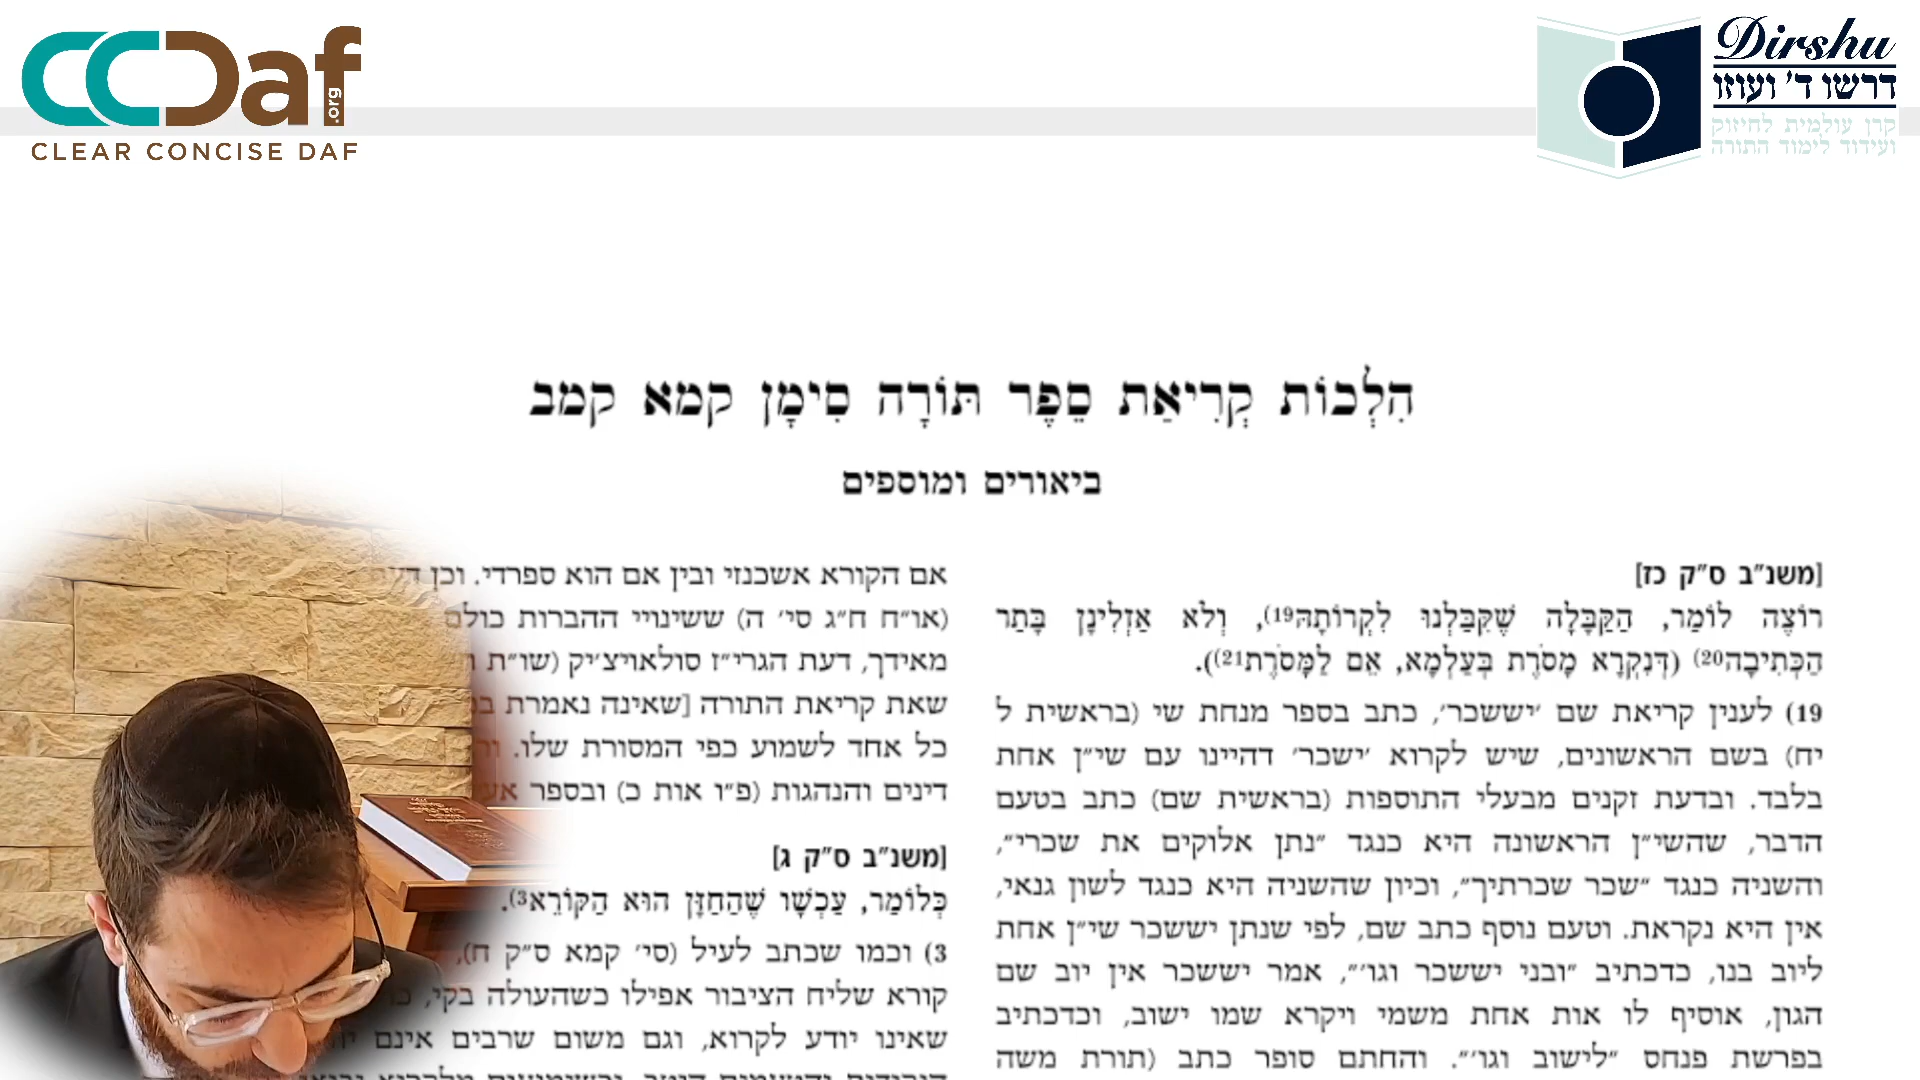 CCDaf.org
CLEAR CONCISE DAF
Dirshu
דרשו ד' ועוזו
קרן עולמית לחיזוק
ועידוד לימוד התורה
הִלְכוֹת קְרִיאַת סֵפֶר תּוֹרָה סִימָן קמא קמב
ביאורים ומוספים
[משנ"ב ס"ק כז]
רוֹצֶה לוֹמַר, הַקַּבָּלָה שֶׁקִּבַּלְנוּ לִקְרוֹתָהּ19), וְלֹא אַזְלִינָן בָּתַר
הַכְּתִיבָה20) (דְּנִקְרָא מָסֹרֶת בְּעַלְמָא, אֵם לַמָּסֹרֶת21)).
19) לענין קריאת שם 'יששכר', כתב בספר מנחת שי (בראשית ל
יח) בשם הראשונים, שיש לקרוא 'ישכר' דהיינו עם שי"ן אחת
בלבד. ובדעת זקנים מבעלי התוספות (בראשית שם) כתב בטעם
הדבר, שהשי"ן הראשונה היא כנגד "נתן אלוקים את שכרי",
והשניה כנגד "שכר שכרתיך", וכיון שהשניה היא כנגד לשון גנאי,
אין היא נקראת. וטעם נוסף כתב שם, לפי שנתן יששכר שי"ן אחת
ליוב בנו, כדכתיב "ובני יששכר וגו'", אמר יששכר אין יוב שם
הגון, אוסיף לו אות אחת משמי ויקרא שמו ישוב, וכדכתיב
בפרשת פנחס "לישוב וגו'". והחתם סופר כתב (תורת משה
אם הקורא אשכנזי ובין אם הוא ספרדי. וכן
(או"ח ח"ג סי' ה) ששינויי ההברות כולם
מאידך, דעת הגרי"ז סולאויצ'יק (שו"ת
שאת קריאת התורה [שאינה נאמרת
כל אחד לשמוע כפי המסורת שלו.
דינים והנהגות (פ"ו אות כ) ובספר
[משנ"ב ס"ק ג]
כְּלוֹמַר, עַכְשָׁו שֶׁהַחַזָּן הוּא הַקּוֹרֵא3).
3) וכמו שכתב לעיל (סי' קמא ס"ק ח),
קורא שליח הציבור אפילו כשהעולה בקי,
שאינו יודע לקרוא, וגם משום שרבים אינם